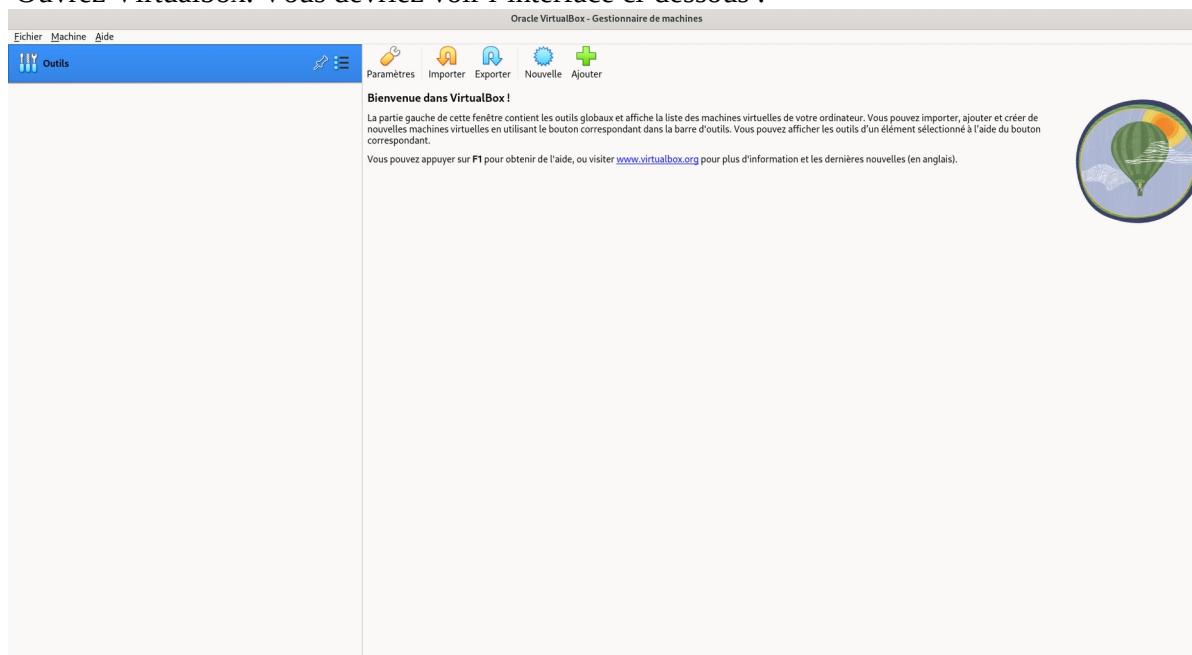 Ouvrez Virtualbox. Vous devriez voir l'interface ci-dessous :
Oracle VirtualBox - Gestionnaire de machines
Fichier Machine Aide
Outils
Paramètres Importer Exporter Nouvelle Ajouter
Bienvenue dans VirtualBox !
La partie gauche de cette fenêtre contient les outils globaux et affiche la liste des machines virtuelles de votre ordinateur. Vous pouvez importer, ajouter et créer de
nouvelles machines virtuelles en utilisant le bouton correspondant dans la barre d'outils. Vous pouvez afficher les outils d'un élément sélectionné à l'aide du bouton
correspondant.
Vous pouvez appuyer sur F1 pour obtenir de l'aide, ou visiter www.virtualbox.org pour plus d'information et les dernières nouvelles (en anglais).